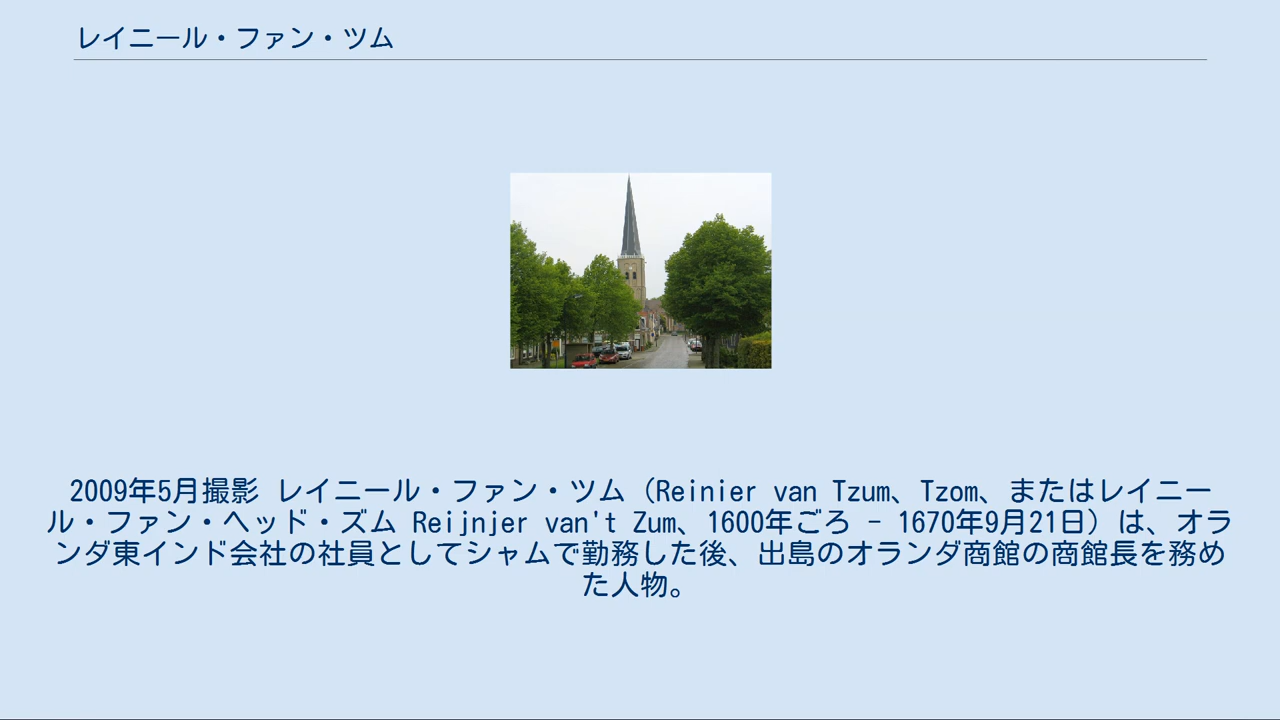 レイニール・ファン・ツム
2009年5月撮影 レイニール・ファン・ツム（Reinier van Tzum、Tzom、またはレイニー
ル・ファン・ヘッド・ズム Reijnjer van't Zum、1600年ごろ - 1670年9月21日）は、オラ
ンダ東インド会社の社員としてシャムで勤務した後、出島のオランダ商館の商館長を務め
た人物。